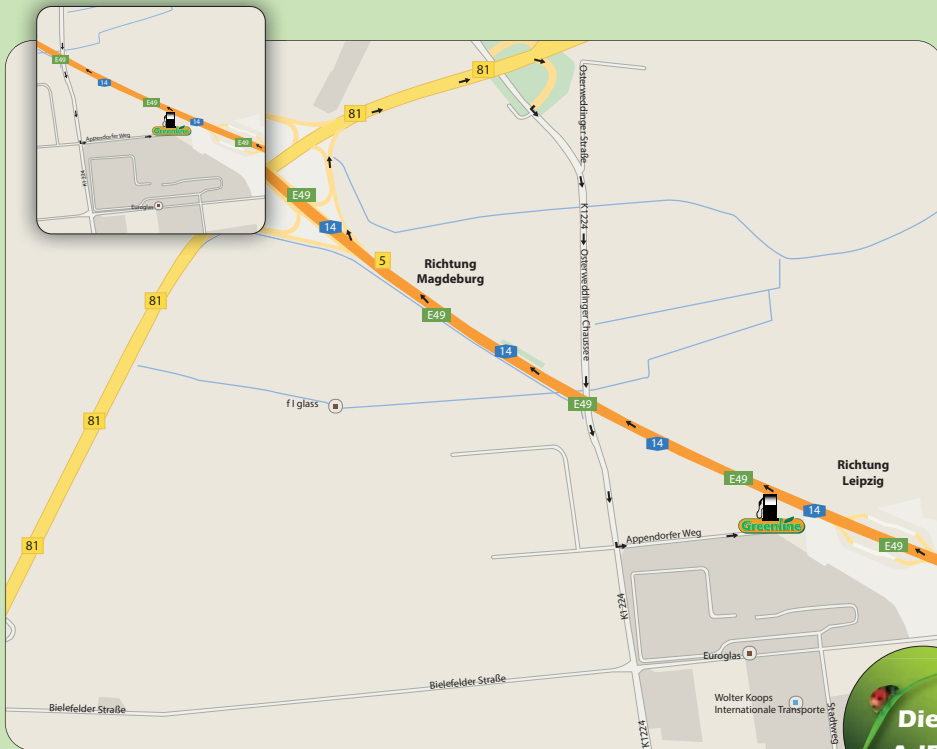 E49
14
E49
14
Greenline
Appendorfer Weg
E49
K1224
Euroglas
81
81
Osterweddinger Straße
E49
14
5
Richtung
Magdeburg
K1224
Osterweddinger Chaussee
81
E49
14
f l glass
E49
81
14
Richtung
Leipzig
E49
14
Greenline
81
E49
Appendorfer Weg
K1224
Euroglas
Bielefelder Straße
Bielefelder Straße
Wolter Koops
Internationale Transporte
Stadtweg
K1224
Die